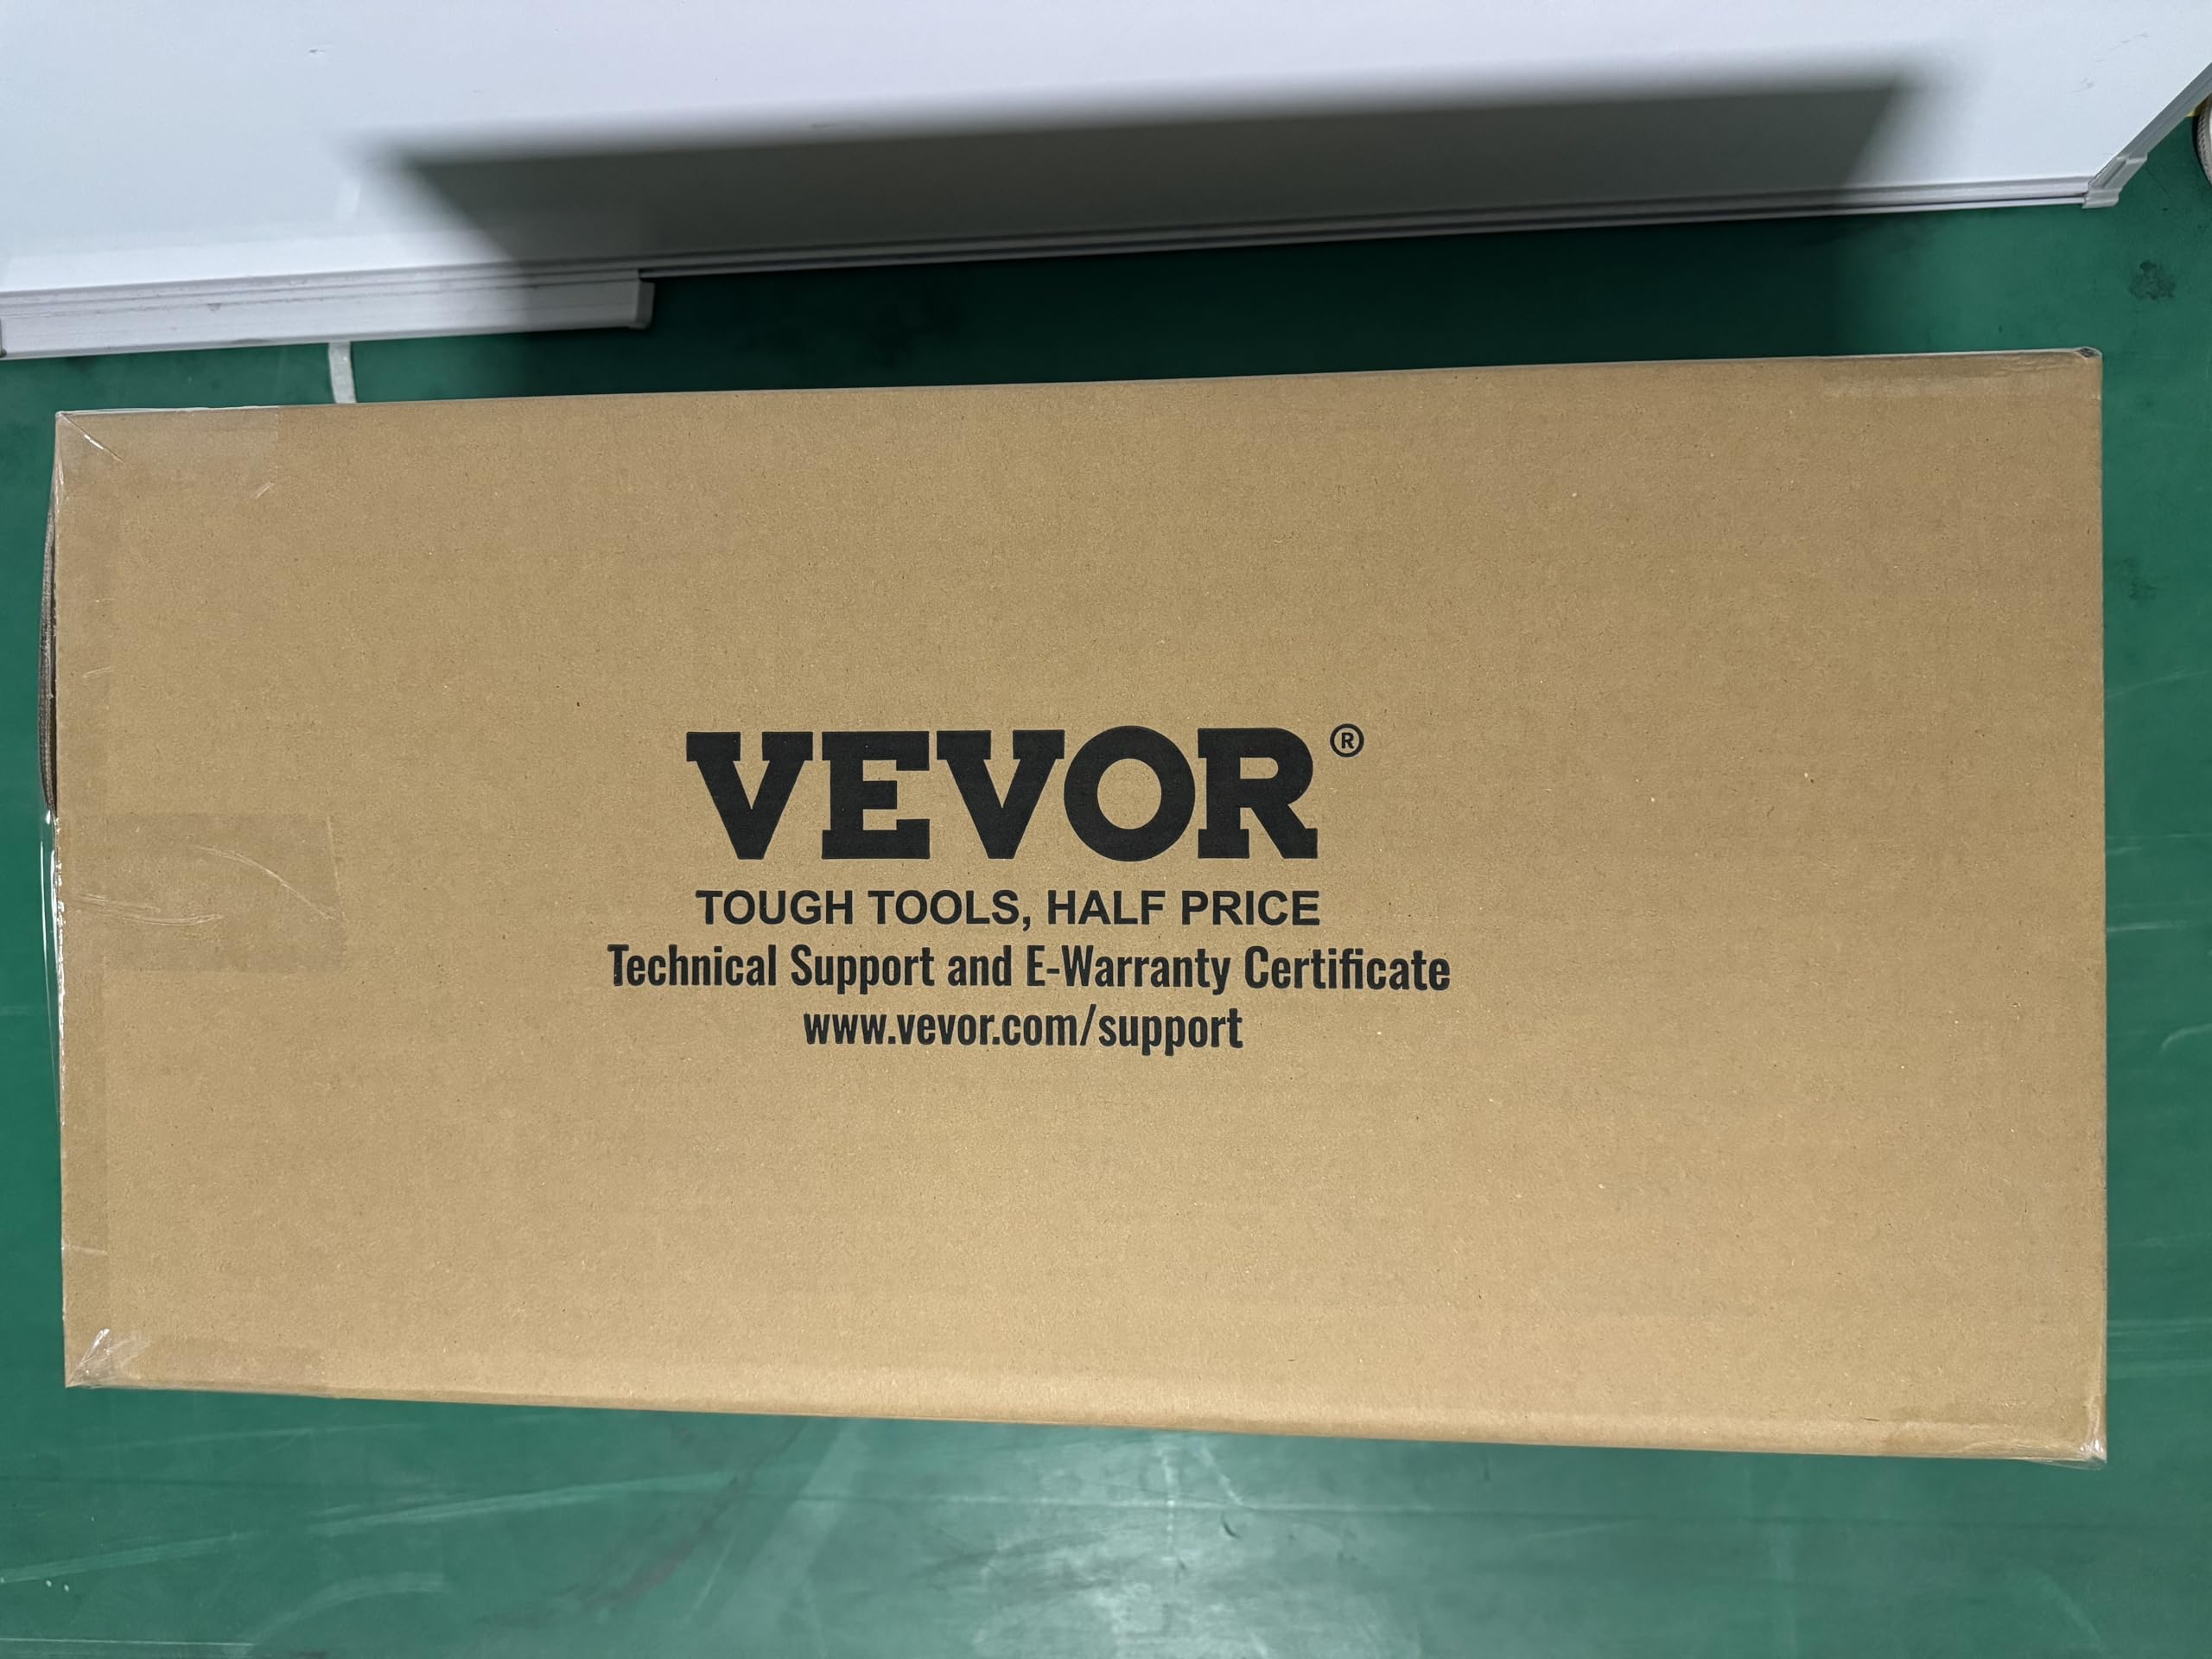 VEVOR®
TOUGH TOOLS, HALF PRICE
Technical Support and E-Warranty Certificate
www.vevor.com/support